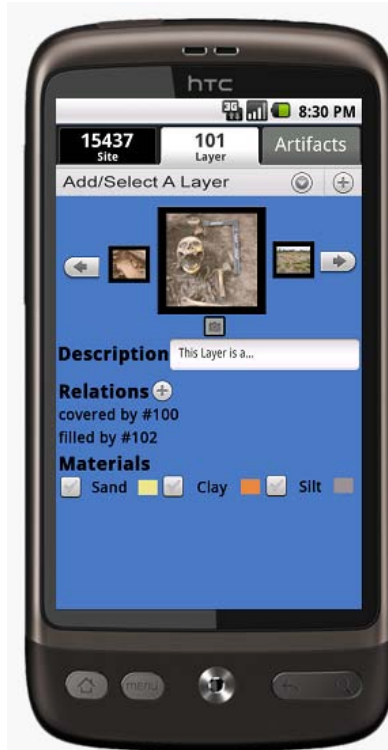 htc
3G 8:30 PM
15437 101 Artifacts
Site Layer
Add/Select A Layer
Description This Layer is a...
Relations
covered by #100
filled by #102
Materials
Sand Clay Silt
menu